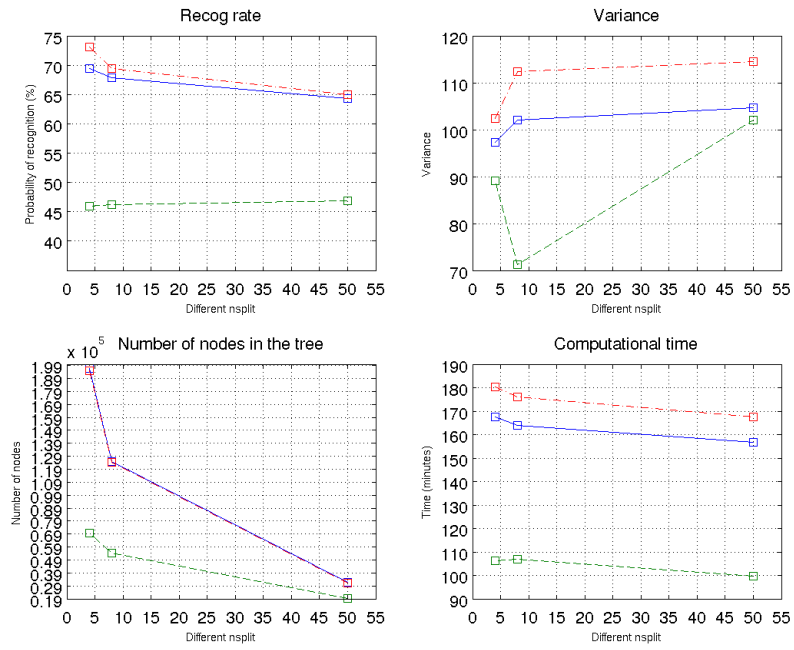 Recog rate
75
70
65
60
55
50
45
40
Probability of recognition (%)
0 5 10 15 20 25 30 35 40 45 50 55
Different nsplit
Variance
120
110
100
90
80
70
Variance
0 5 10 15 20 25 30 35 40 45 50 55
Different nsplit
Number of nodes in the tree
x 10^5
1.99
1.89
1.79
1.69
1.59
1.49
1.39
1.29
1.19
1.09
0.99
0.89
0.79
0.69
0.59
0.49
0.39
0.29
0.19
Number of nodes
0 5 10 15 20 25 30 35 40 45 50 55
Different nsplit
Computational time
190
180
170
160
150
140
130
120
110
100
90
Time (minutes)
0 5 10 15 20 25 30 35 40 45 50 55
Different nsplit